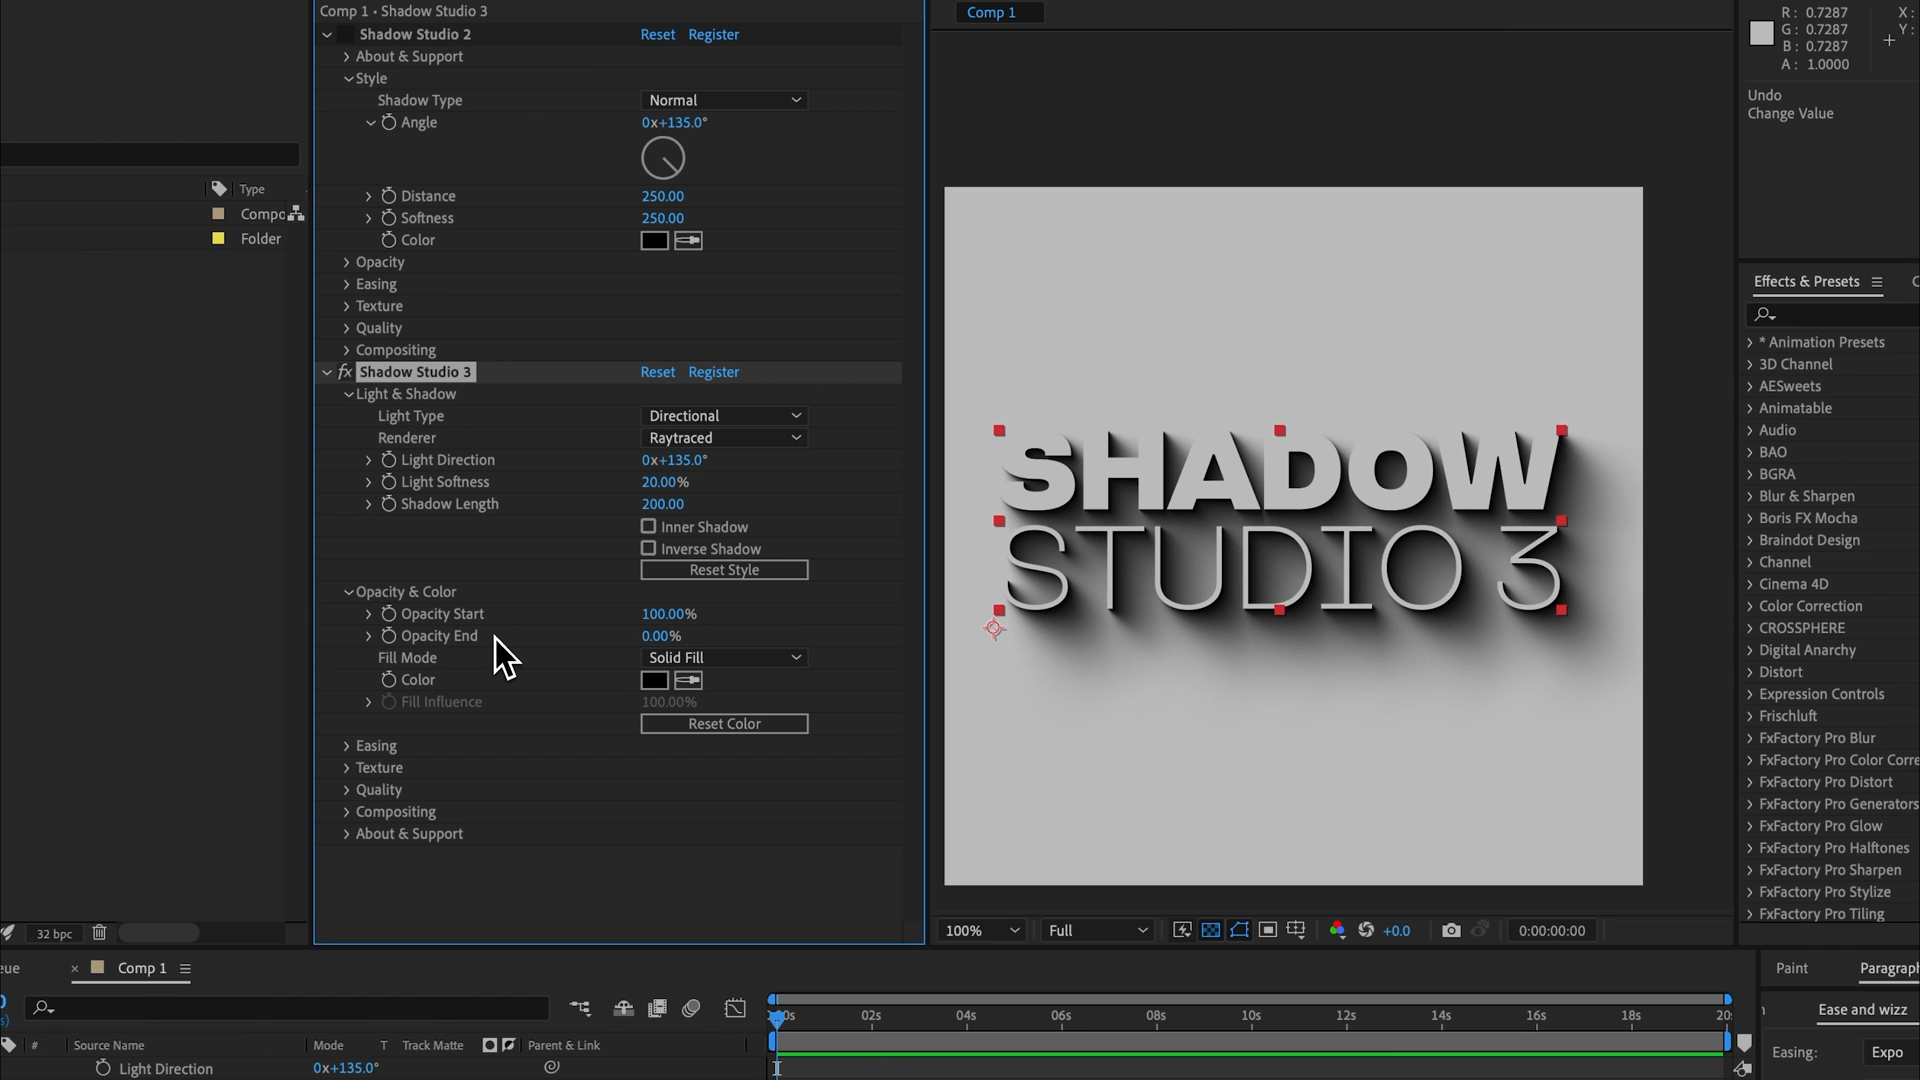 Comp 1 • Shadow Studio 3
Shadow Studio 2 Reset Register
About & Support
Style
Shadow Type Normal
Angle 0x+135.0°
Distance 250.00
Softness 250.00
Color
Opacity
Easing
Texture
Quality
Compositing
fx Shadow Studio 3 Reset Register
Light & Shadow
Light Type Directional
Renderer Raytraced
Light Direction 0x+135.0°
Light Softness 20.00%
Shadow Length 200.00
Inner Shadow
Inverse Shadow
Reset Style
Opacity & Color
Opacity Start 100.00%
Opacity End 0.00%
Fill Mode Solid Fill
Color
Fill Influence 100.00%
Reset Color
Easing
Texture
Quality
Compositing
About & Support
Type
Compo
Folder
32 bpc
Comp 1
SHADOW
STUDIO 3
100% Full +0.0 0:00:00:00
R: 0.7287 X:
G: 0.7287 Y:
B: 0.7287
A: 1.0000
Undo
Change Value
Effects & Presets
* Animation Presets
3D Channel
AESweets
Animatable
Audio
BAO
BGRA
Blur & Sharpen
Boris FX Mocha
Braindot Design
Channel
Cinema 4D
Color Correction
CROSSPHERE
Digital Anarchy
Distort
Expression Controls
Frischluft
FxFactory Pro Blur
FxFactory Pro Color Corre
FxFactory Pro Distort
FxFactory Pro Generators
FxFactory Pro Glow
FxFactory Pro Halftones
FxFactory Pro Sharpen
FxFactory Pro Stylize
FxFactory Pro Tiling
eue × Comp 1
# Source Name Mode T Track Matte Parent & Link
Light Direction 0x+135.0°
0s 02s 04s 06s 08s 10s 12s 14s 16s 18s 20s
Paint Paragraph
Ease and wizz
Easing: Expo